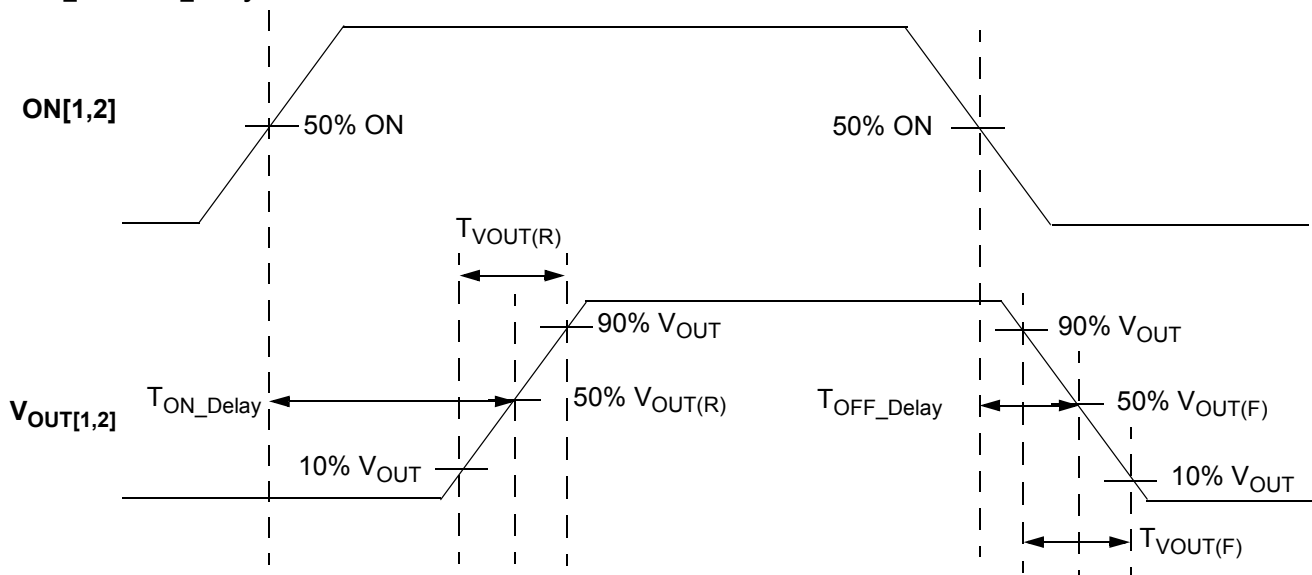 ON[1,2]
50% ON
50% ON
TVOUT(R)
90% VOUT
90% VOUT
VOUT[1,2]
TON_Delay
50% VOUT(R)
TOFF_Delay
50% VOUT(F)
10% VOUT
10% VOUT
TVOUT(F)